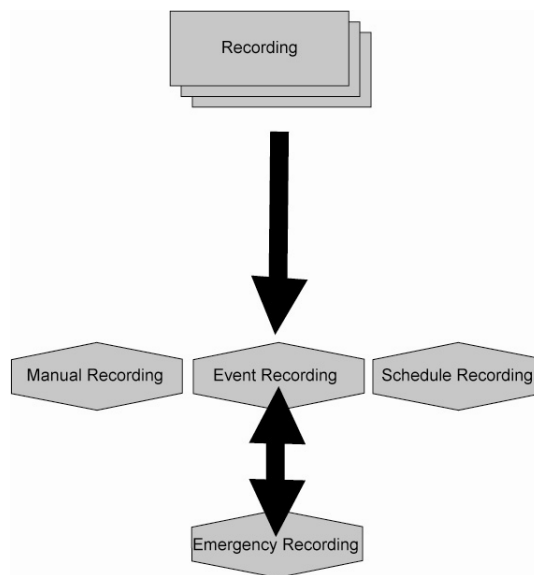 Recording
Manual Recording
Event Recording
Schedule Recording
Emergency Recording